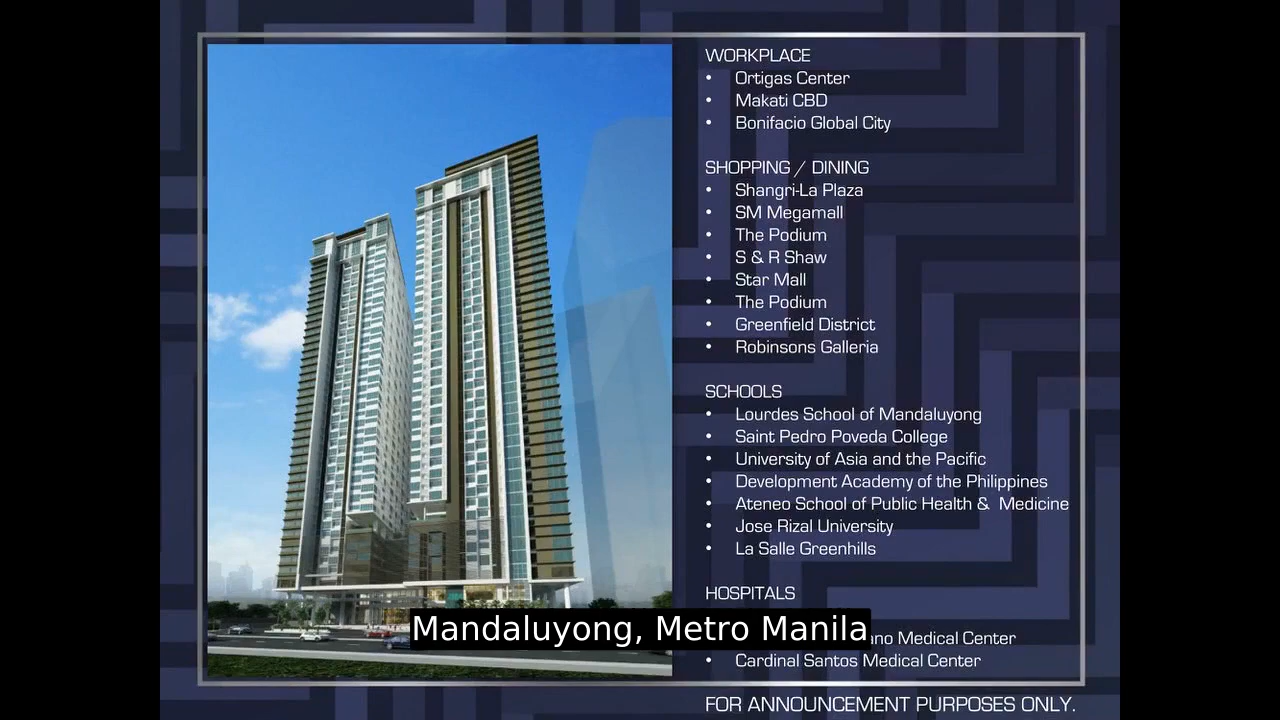 WORKPLACE
• Ortigas Center
• Makati CBD
• Bonifacio Global City
SHOPPING / DINING
• Shangri-La Plaza
• SM Megamall
• The Podium
• S & R Shaw
• Star Mall
• The Podium
• Greenfield District
• Robinsons Galleria
SCHOOLS
• Lourdes School of Mandaluyong
• Saint Pedro Poveda College
• University of Asia and the Pacific
• Development Academy of the Philippines
• Ateneo School of Public Health & Medicine
• Jose Rizal University
• La Salle Greenhills
HOSPITALS
Mandaluyong, Metro Manila
Medical Center
• Cardinal Santos Medical Center
FOR ANNOUNCEMENT PURPOSES ONLY.